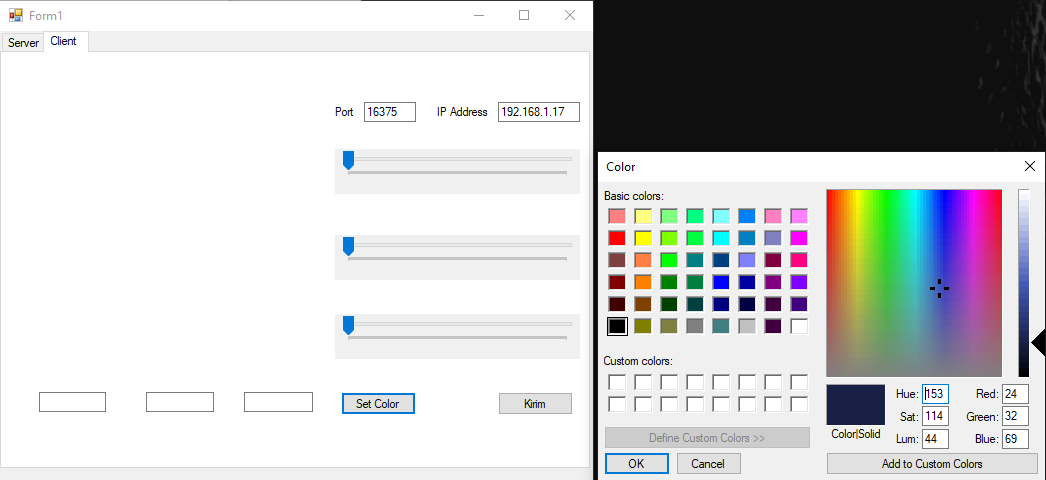 Form1
Server Client
Port 16375 IP Address 192.168.1.17
Set Color Kirim
Color
Basic colors:
Custom colors:
Define Custom Colors >>
OK Cancel
Hue: 153 Red: 24
Sat: 114 Green: 32
Color|Solid
Lum: 44 Blue: 69
Add to Custom Colors